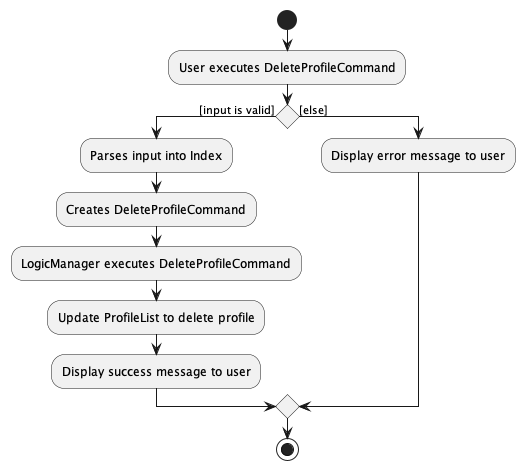 User executes DeleteProfileCommand
[input is valid]
[else]
Parses input into Index
Display error message to user
Creates DeleteProfileCommand
LogicManager executes DeleteProfileCommand
Update ProfileList to delete profile
Display success message to user